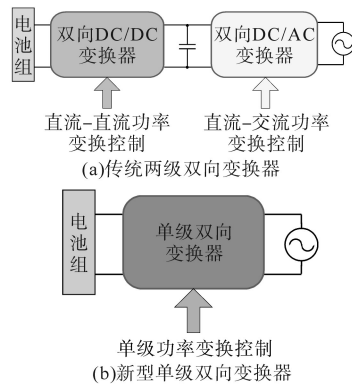 电池组
双向DC/DC
变换器
双向DC/AC
变换器
直流–直流功率
变换控制
直流–交流功率
变换控制
(a)传统两级双向变换器
电池组
单级双向
变换器
单级功率变换控制
(b)新型单级双向变换器